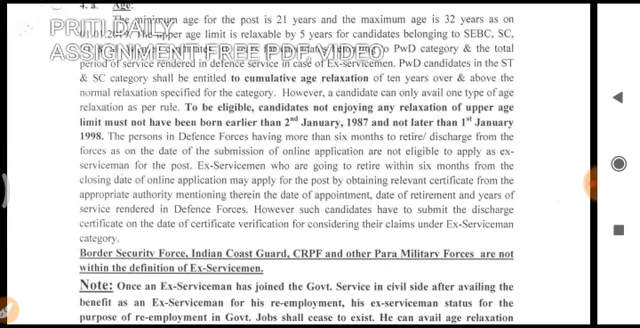 4. a. Age:
The minimum age for the post is 21 years and the maximum age is 32 years as on
PRITI DAILY
01.01.2019. The upper age limit is relaxable by 5 years for candidates belonging to SEBC, SC,
ASSIGNMENT FREE PDF, VIDEO
PwD category & the total
period of service rendered in defence service in case of Ex-servicemen. PwD candidates in the ST
& SC category shall be entitled to cumulative age relaxation of ten years over & above the
normal relaxation specified for the category. However, a candidate can only avail one type of age
relaxation as per rule. To be eligible, candidates not enjoying any relaxation of upper age
limit must not have been born earlier than 2nd January, 1987 and not later than 1st January
1998. The persons in Defence Forces having more than six months to retire/ discharge from the
forces as on the date of the submission of online application are not eligible to apply as ex-
serviceman for the post. Ex-Servicemen who are going to retire within six months from the
closing date of online application may apply for the post by obtaining relevant certificate from the
appropriate authority mentioning therein the date of appointment, date of retirement and years of
service rendered in Defence Forces. However such candidates have to submit the discharge
certificate on the date of certificate verification for considering their claims under Ex-Serviceman
category.
Border Security Force, Indian Coast Guard, CRPF and other Para Military Forces are not
within the definition of Ex-Servicemen.
Note: Once an Ex-Serviceman has joined the Govt. Service in civil side after availing the
benefit as an Ex-Serviceman for his re-employment, his ex-serviceman status for the
purpose of re-employment in Govt. Jobs shall cease to exist. He can avail age relaxation